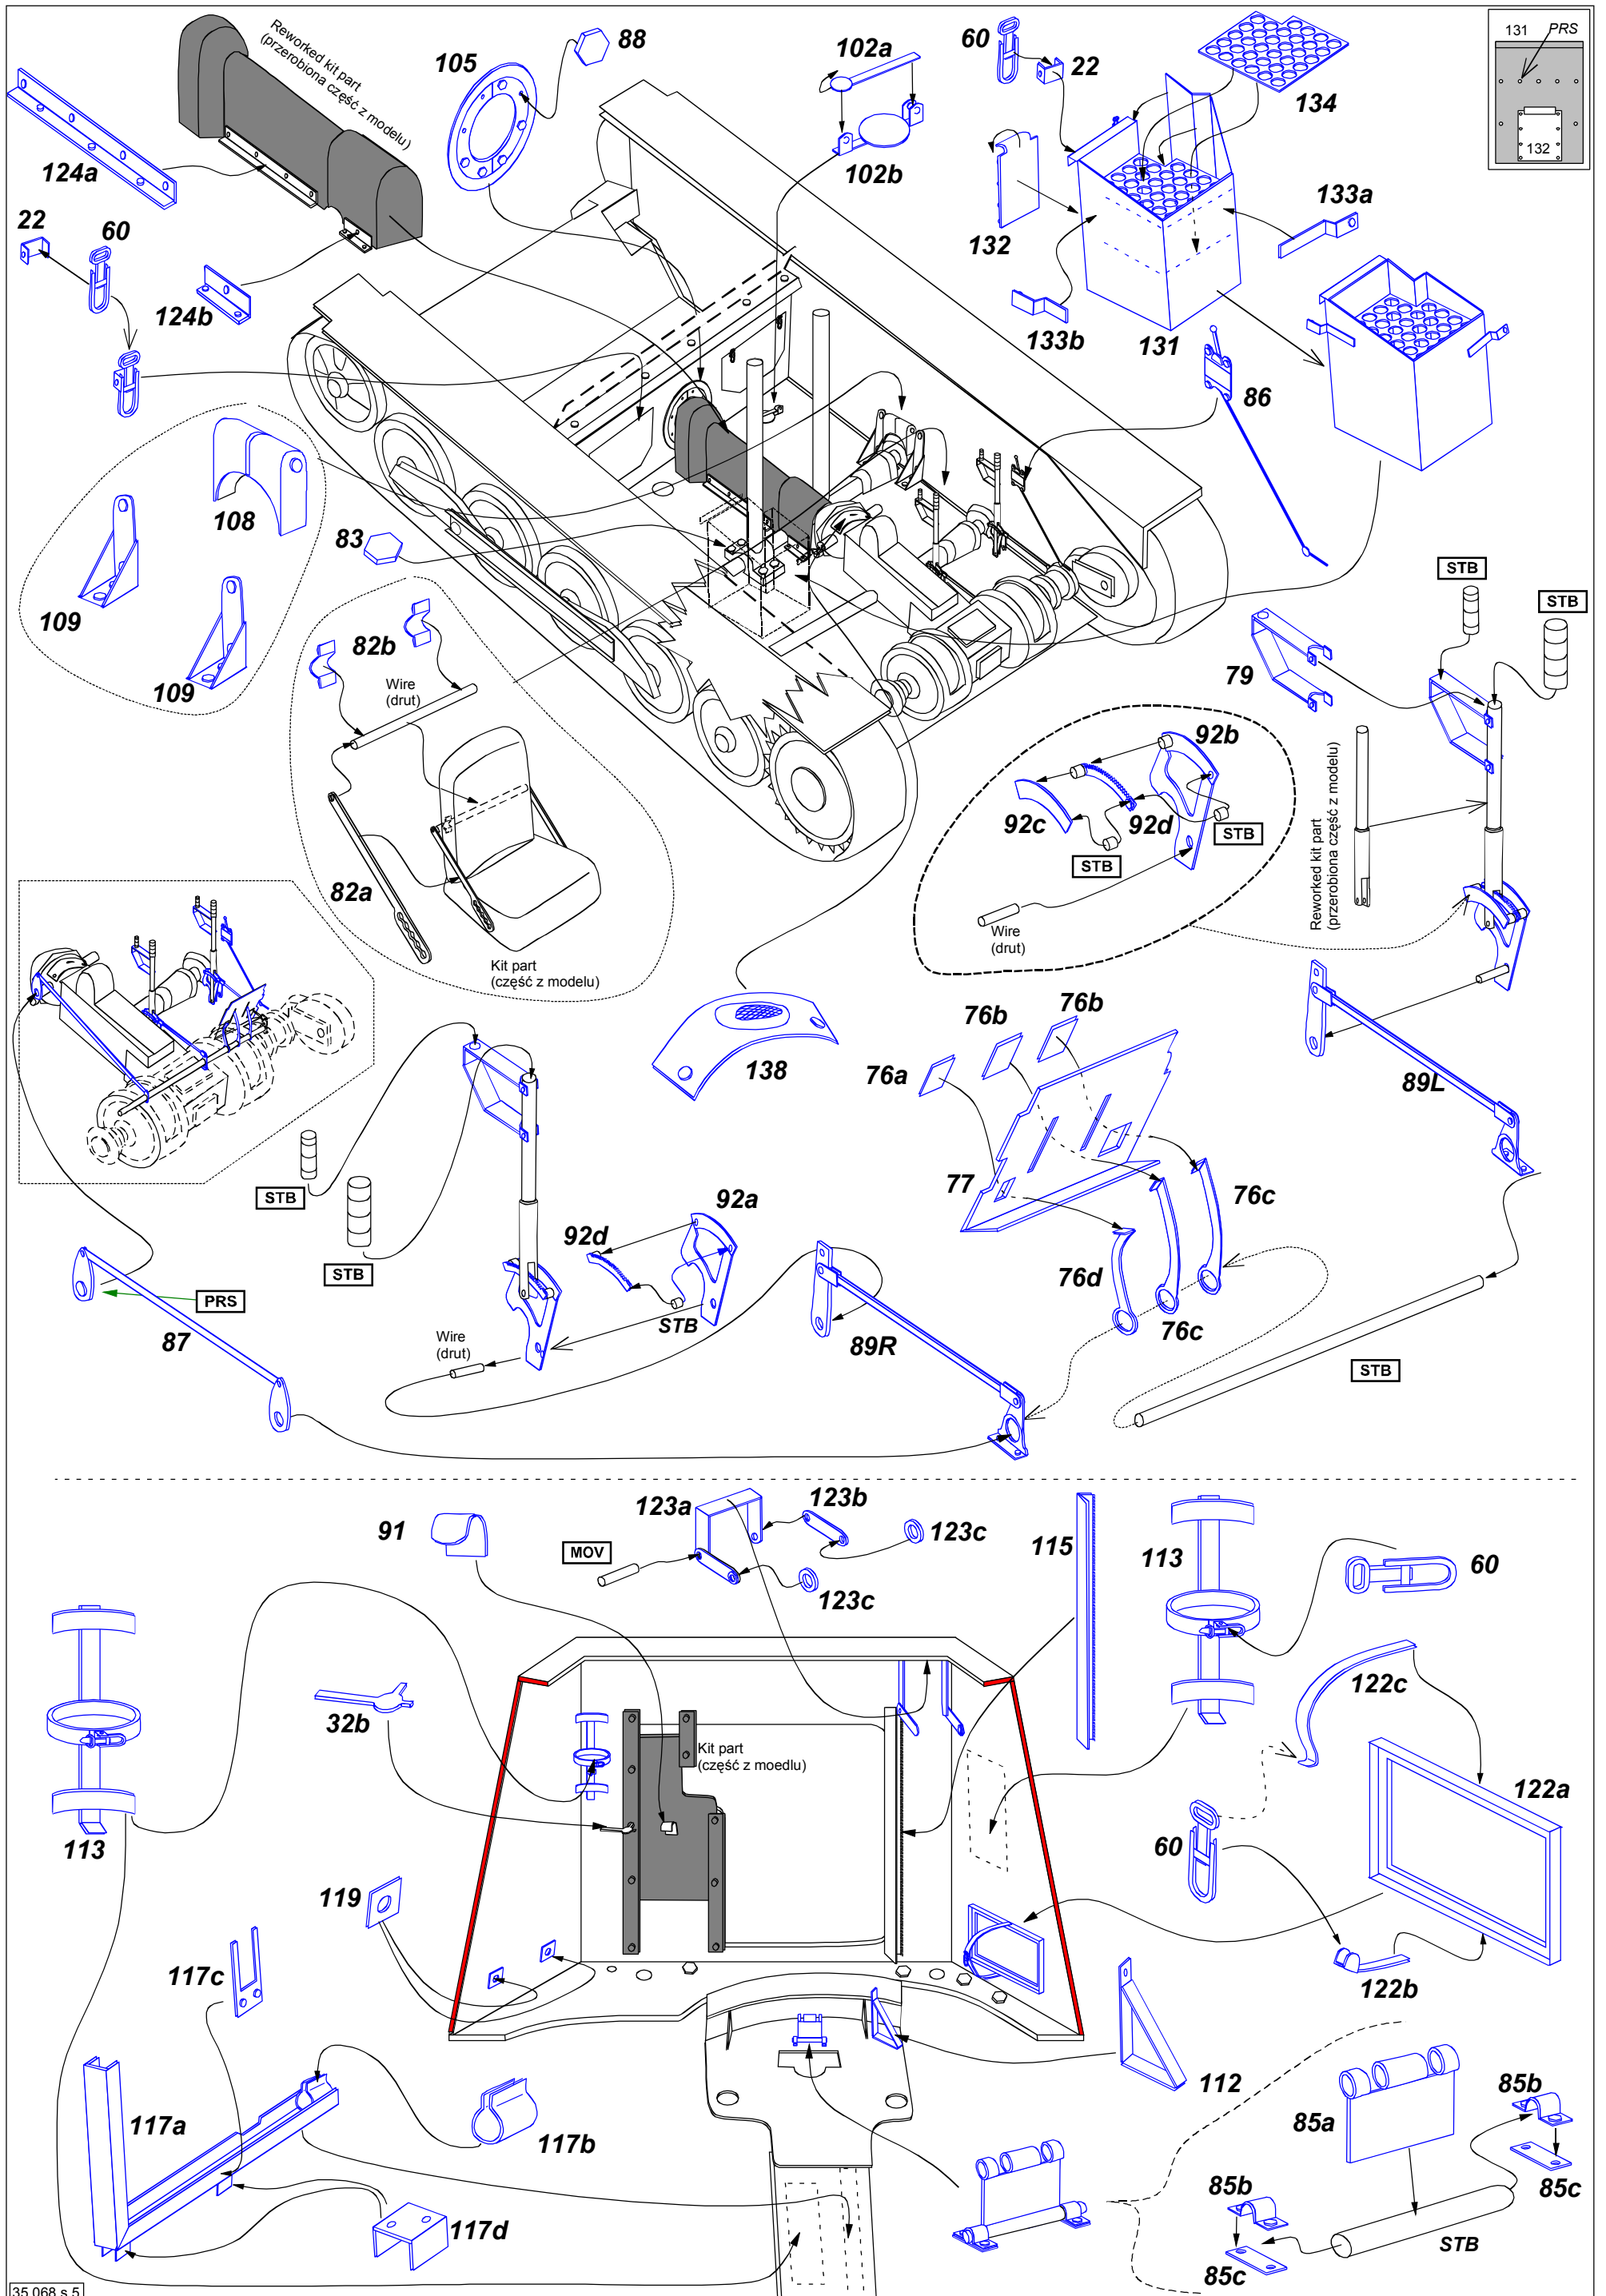 Reworked kit part
(przerobiona część z modelu)
88
105
102a
102b
60
22
134
131
PRS
132
124a
22
60
124b
132
133a
133b
131
86
108
109
109
83
82b
Wire
(drut)
82a
Kit part
(część z modelu)
STB
STB
79
Reworked kit part
(przerobiona część z modelu)
92b
92c
92d
STB
STB
Wire
(drut)
138
76b
76b
76a
77
76c
76d
76c
89L
STB
STB
92a
92d
STB
Wire
(drut)
PRS
87
89R
STB
91
MOV
123a
123b
123c
123c
115
113
60
122c
122a
32b
Kit part
(część z moedlu)
113
119
60
122b
117c
117a
117b
117d
112
85a
85b
85c
85b
85c
STB
35 068 s 5